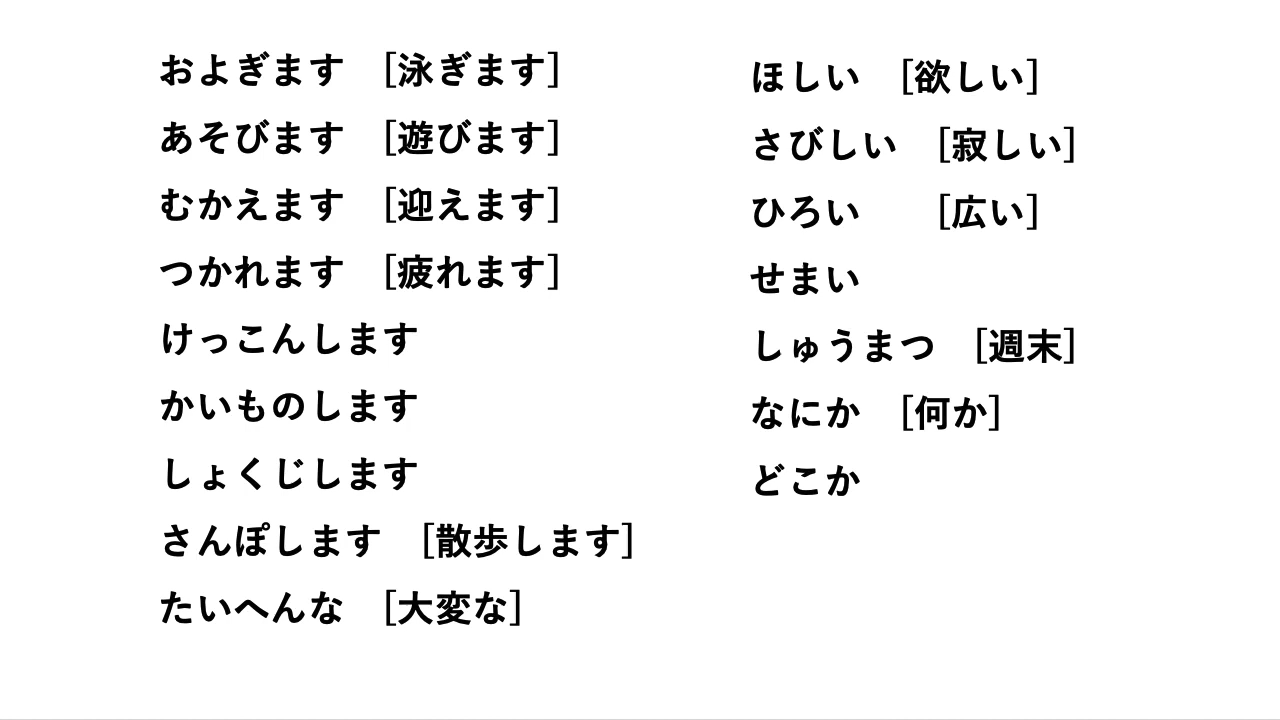 およぎます　[泳ぎます]
あそびます　[遊びます]
むかえます　[迎えます]
つかれます　[疲れます]
けっこんします
かいものします
しょくじします
さんぽします　[散歩します]
たいへんな　[大変な]
ほしい　[欲しい]
さびしい　[寂しい]
ひろい　　[広い]
せまい
しゅうまつ　[週末]
なにか　[何か]
どこか